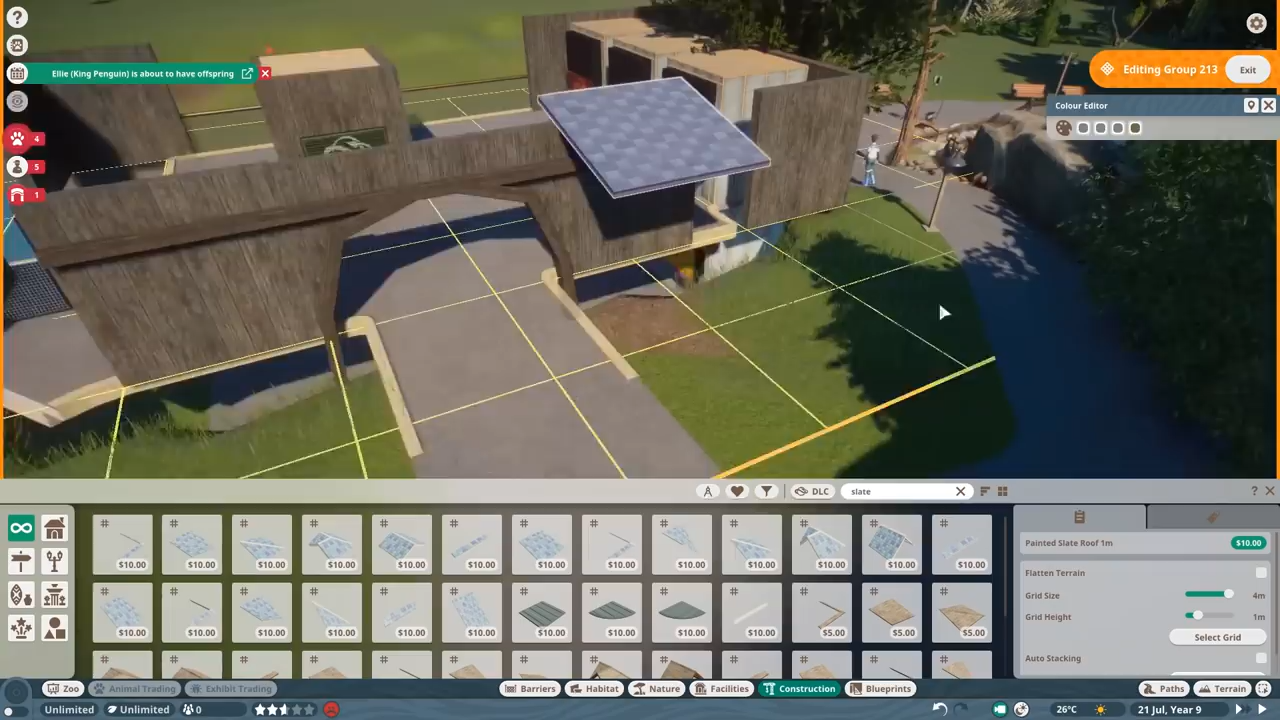 ?
Ellie (King Penguin) is about to have offspring
4
5
1
Editing Group 213
Exit
Colour Editor
DLC
slate
?
$10.00 $10.00 $10.00 $10.00 $10.00 $10.00 $10.00 $10.00 $10.00 $10.00 $10.00 $10.00 $10.00
$10.00 $10.00 $10.00 $10.00 $10.00 $10.00 $10.00 $10.00 $10.00 $10.00 $5.00 $5.00 $5.00
Painted Slate Roof 1m $10.00
Flatten Terrain
Grid Size 4m
Grid Height 1m
Select Grid
Auto Stacking
Zoo Animal Trading Exhibit Trading Barriers Habitat Nature Facilities Construction Blueprints Paths Terrain
Unlimited Unlimited 0 26°C 21 Jul, Year 9